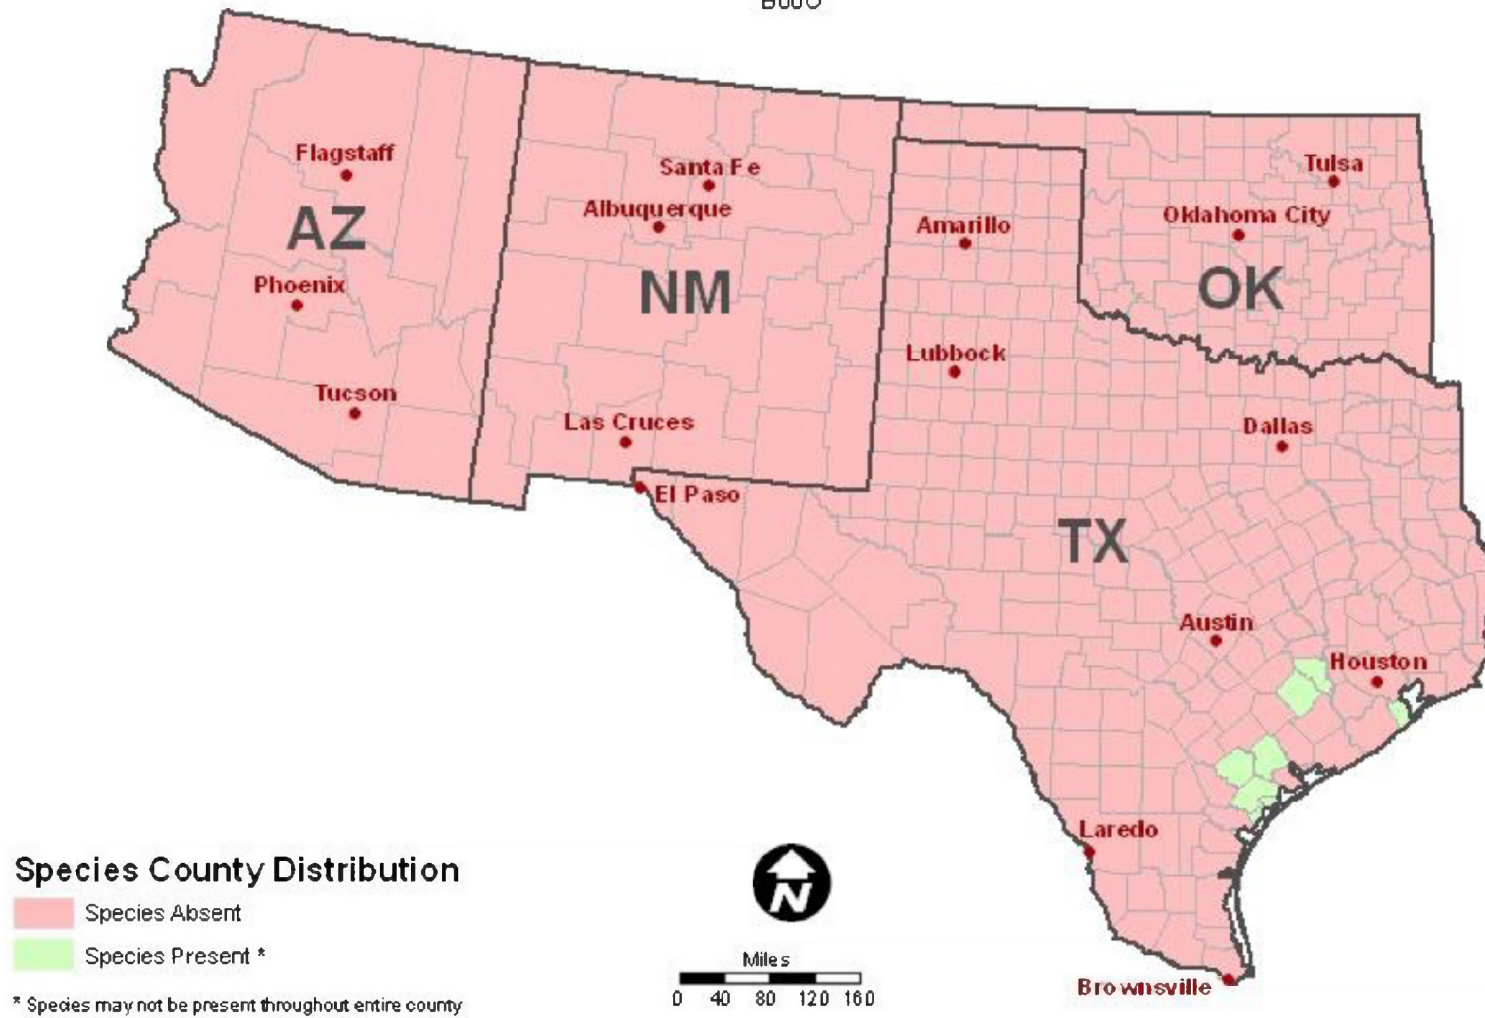 Flagstaff
Santa Fe
Tulsa
Albuquerque
Oklahoma City
AZ
Amarillo
Phoenix
NM
OK
Lubbock
Tucson
Las Cruces
Dallas
El Paso
TX
Austin
Houston
Laredo
Brownsville
Species County Distribution
Species Absent
Species Present *
* Species may not be present throughout entire county
N
Miles
0 40 80 120 160